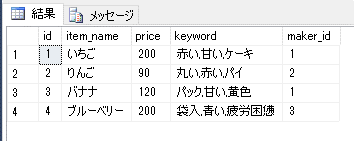 結果 メッセージ
id item_name price keyword maker_id
1 1 いちご 200 赤い,甘い,ケーキ 1
2 2 りんご 90 丸い,赤い,パイ 2
3 3 バナナ 120 パック,甘い,黄色 1
4 4 ブルーベリー 200 袋入,青い,疲労困憊 3